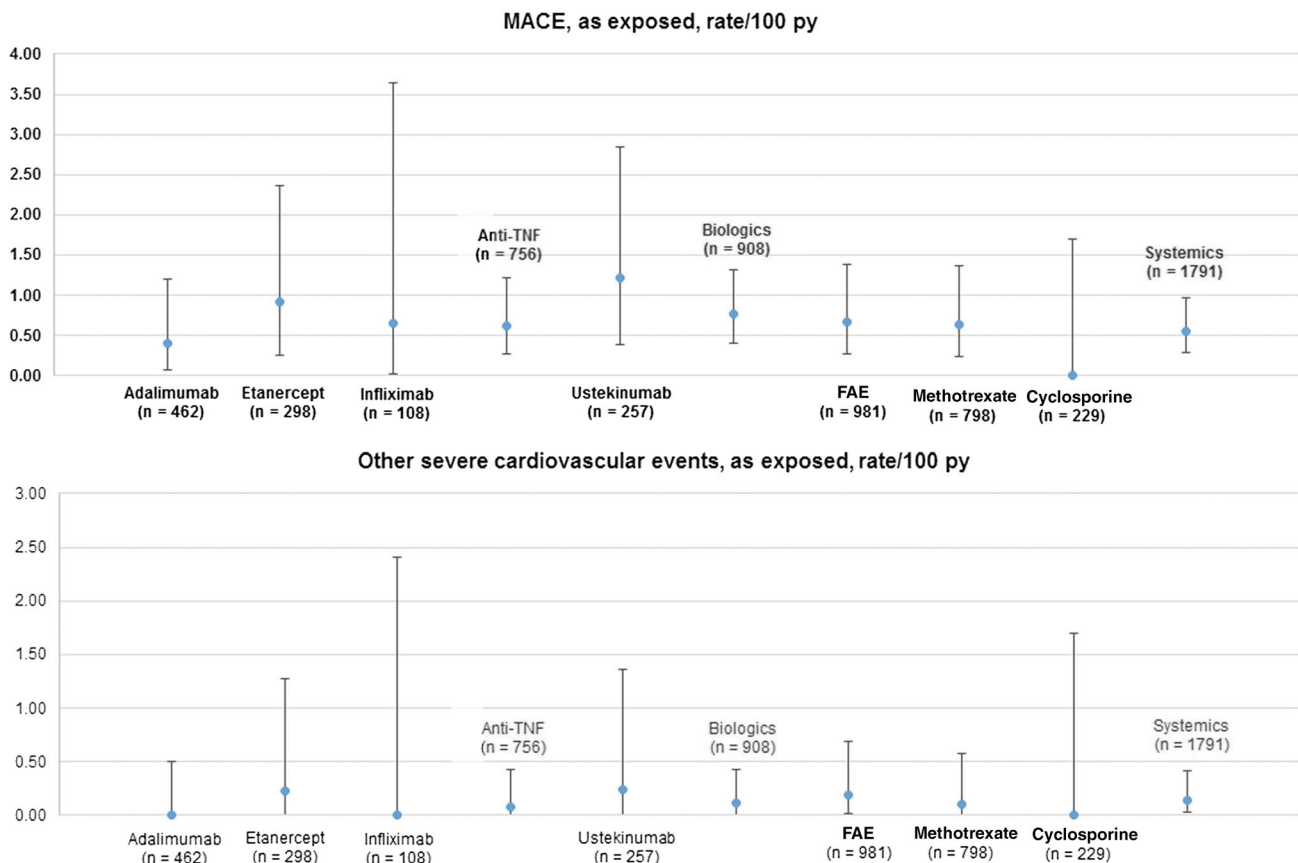 MACE, as exposed, rate/100 py
4.00
3.50
3.00
2.50
2.00
1.50
1.00
0.50
0.00
Anti-TNF
(n = 756)
Biologics
(n = 908)
Systemics
(n = 1791)
Adalimumab
(n = 462)
Etanercept
(n = 298)
Infliximab
(n = 108)
Ustekinumab
(n = 257)
FAE
(n = 981)
Methotrexate
(n = 798)
Cyclosporine
(n = 229)
Other severe cardiovascular events, as exposed, rate/100 py
3.00
2.50
2.00
1.50
1.00
0.50
0.00
Anti-TNF
(n = 756)
Biologics
(n = 908)
Systemics
(n = 1791)
Adalimumab
(n = 462)
Etanercept
(n = 298)
Infliximab
(n = 108)
Ustekinumab
(n = 257)
FAE
(n = 981)
Methotrexate
(n = 798)
Cyclosporine
(n = 229)